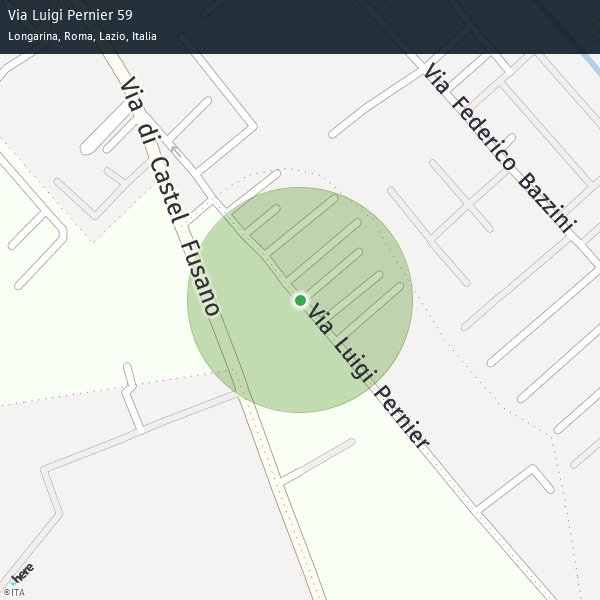 Via Luigi Pernier 59
Longarina, Roma, Lazio, Italia
Via Federico Bazzini
Via di Castel Fusano
Via Luigi Pernier
here
©ITA